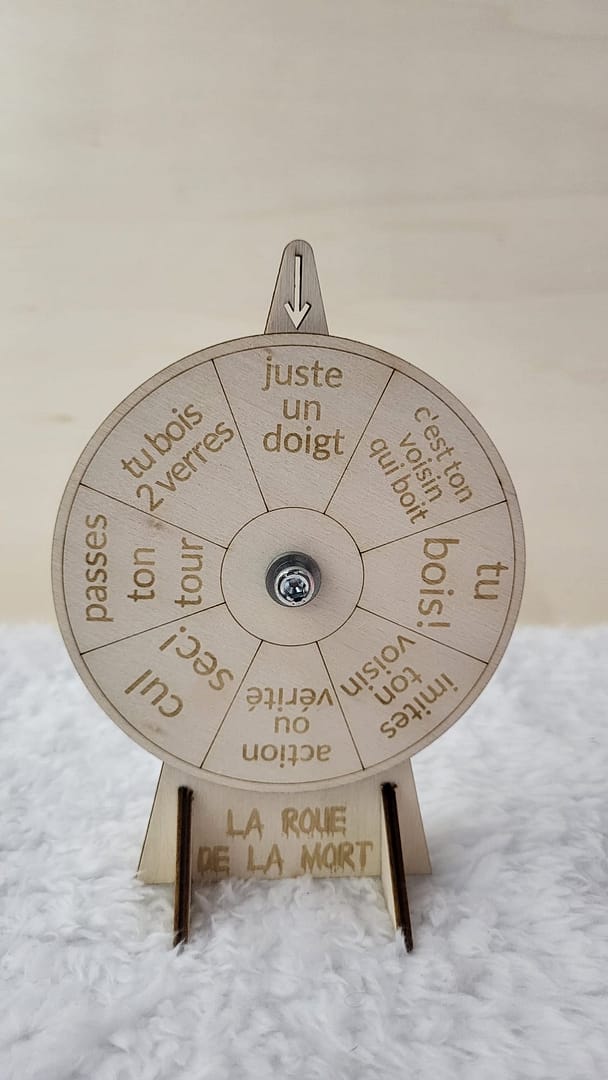 juste
un
doigt
c'est ton
voisin
qui boit
tu
bois!
imites
ton
voisin
action
ou
vérité
cul
sec!
passes
ton
tour
tu bois
2 verres
LA ROUE
DE LA MORT